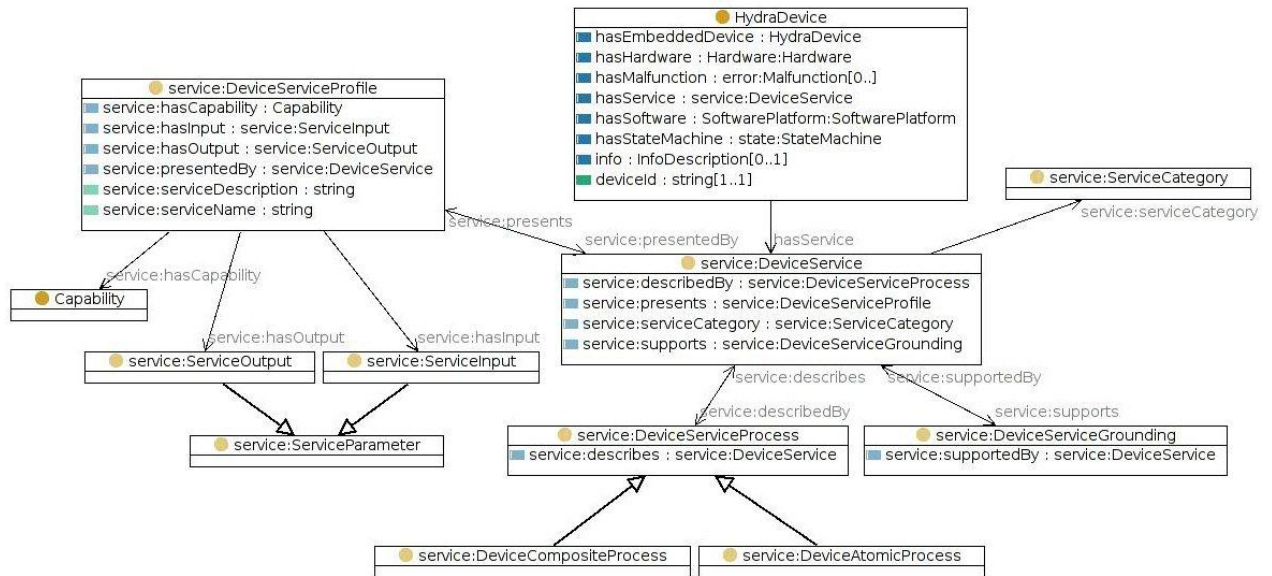 HydraDevice
hasEmbeddedDevice : HydraDevice
hasHardware : Hardware:Hardware
hasMalfunction : error:Malfunction[0..]
hasService : service:DeviceService
hasSoftware : SoftwarePlatform:SoftwarePlatform
hasStateMachine : state:StateMachine
info : InfoDescription[0..1]
deviceId : string[1..1]
service:DeviceServiceProfile
service:hasCapability : Capability
service:hasInput : service:ServiceInput
service:hasOutput : service:ServiceOutput
service:presentedBy : service:DeviceService
service:serviceDescription : string
service:serviceName : string
service:ServiceCategory
service:serviceCategory
service:presents
service:presentedBy
hasService
service:DeviceService
service:describedBy : service:DeviceServiceProcess
service:presents : service:DeviceServiceProfile
service:serviceCategory : service:ServiceCategory
service:supports : service:DeviceServiceGrounding
service:hasCapability
Capability
service:hasOutput
service:hasInput
service:ServiceOutput
service:ServiceInput
service:ServiceParameter
service:describes
service:supportedBy
service:describedBy
service:supports
service:DeviceServiceProcess
service:describes : service:DeviceService
service:DeviceServiceGrounding
service:supportedBy : service:DeviceService
service:DeviceCompositeProcess
service:DeviceAtomicProcess